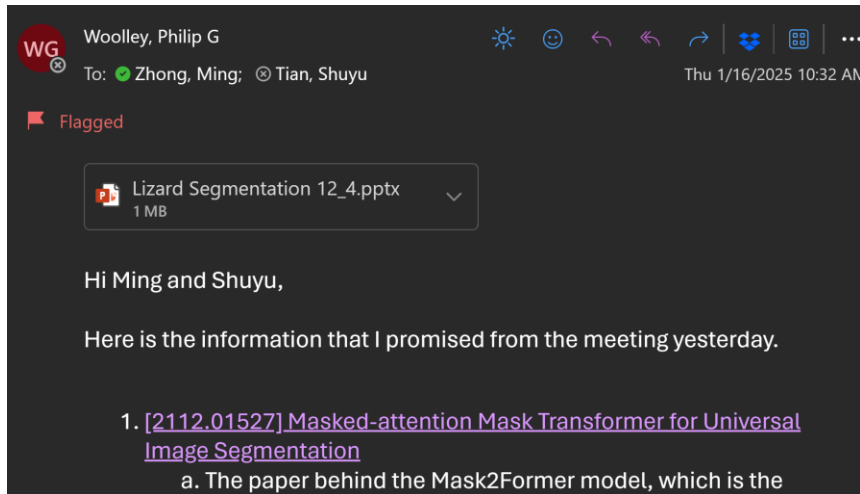 WG
Woolley, Philip G
To: Zhong, Ming; Tian, Shuyu
Thu 1/16/2025 10:32 AM
Flagged
Lizard Segmentation 12_4.pptx
1 MB
Hi Ming and Shuyu,
Here is the information that I promised from the meeting yesterday.
1. [2112.01527] Masked-attention Mask Transformer for Universal
Image Segmentation
a. The paper behind the Mask2Former model, which is the